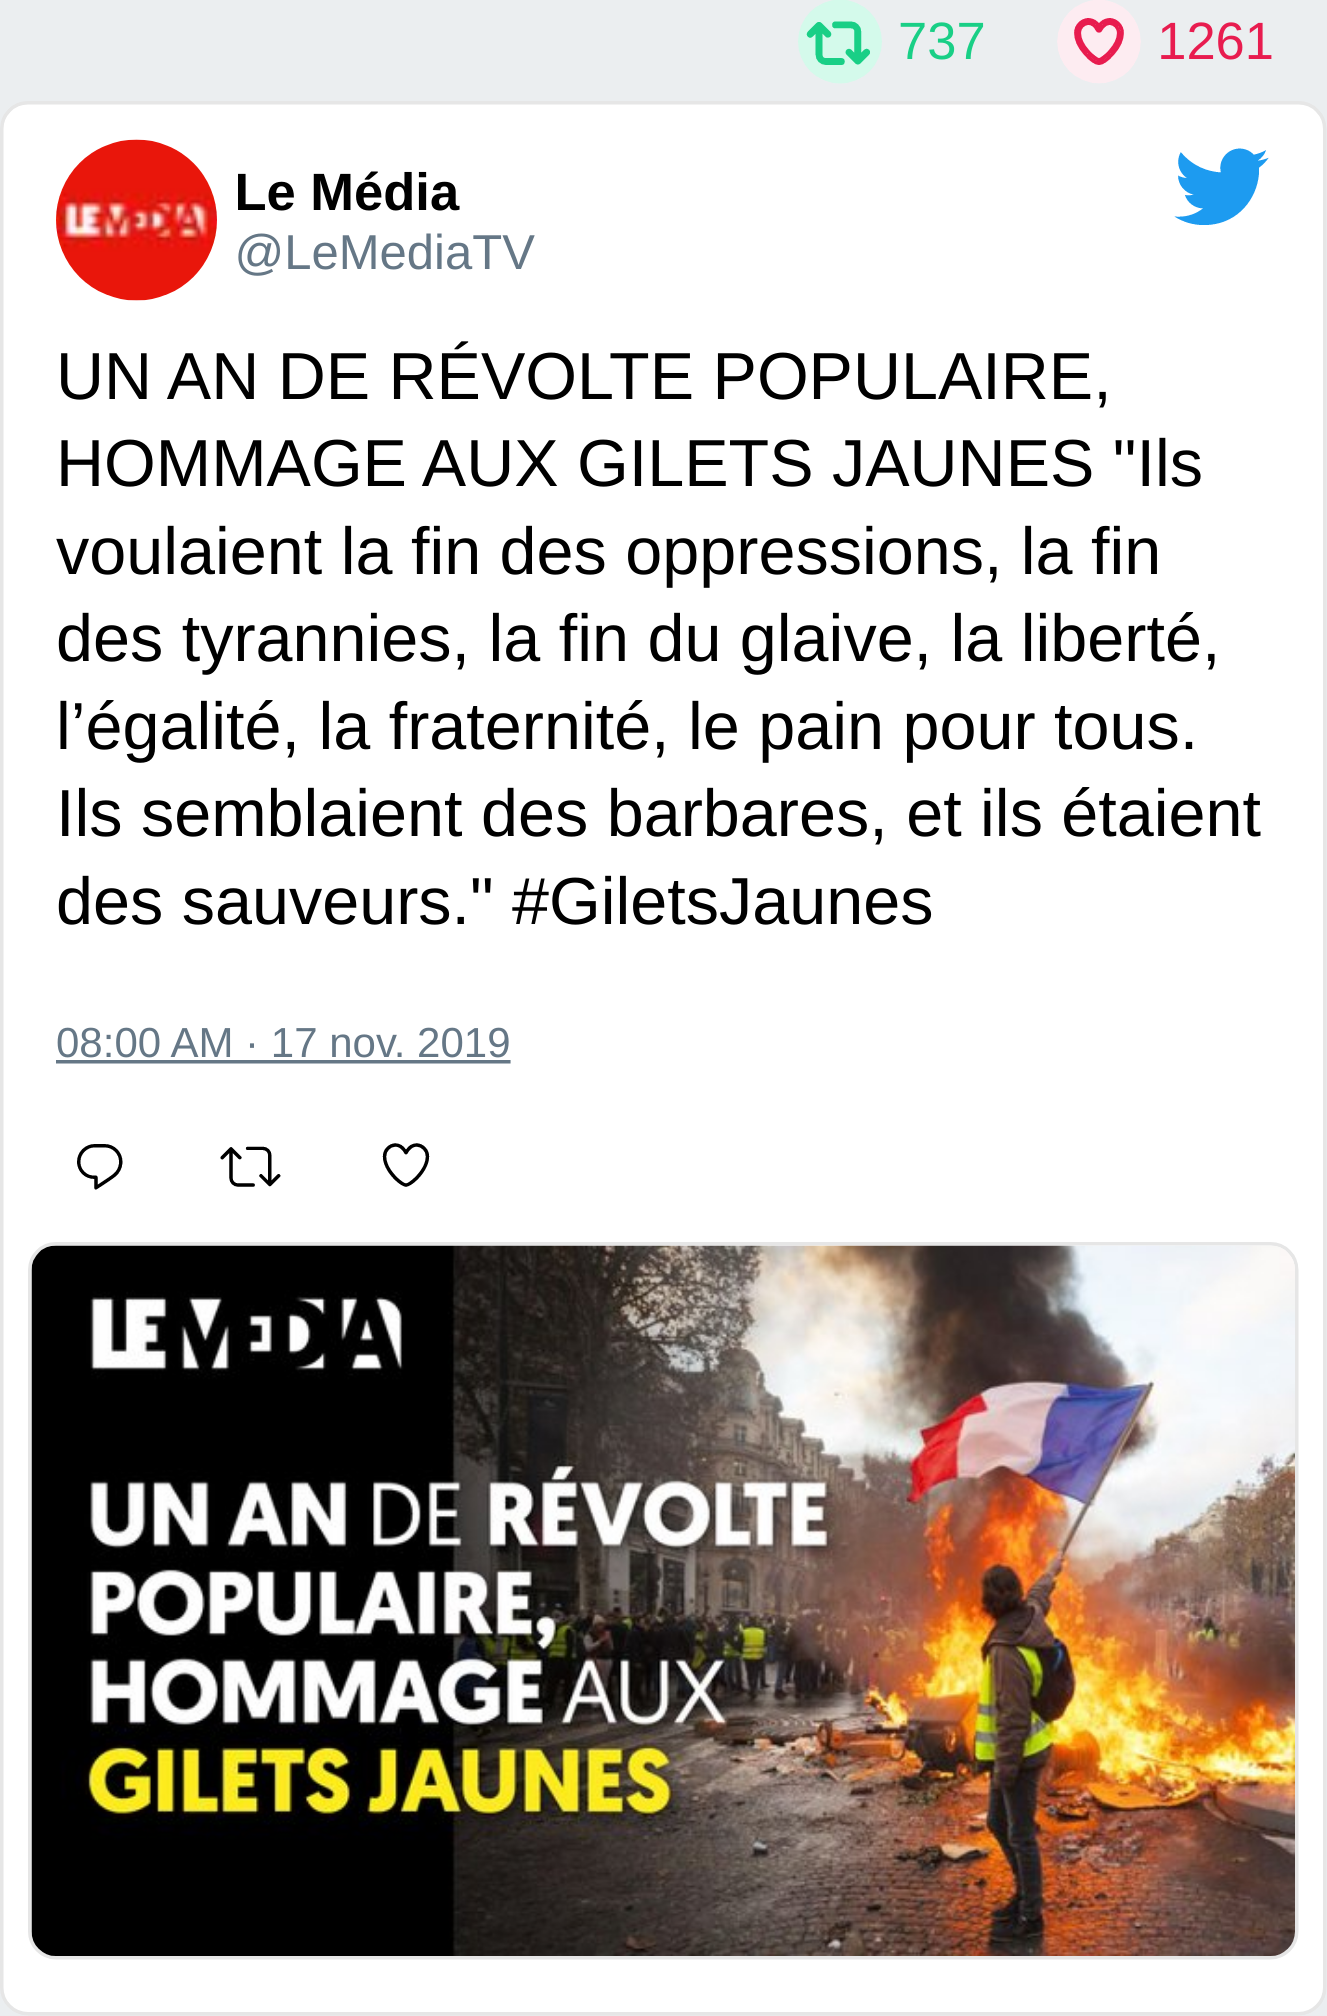 737 1261
LE MEDIA
Le Média
@LeMediaTV
UN AN DE RÉVOLTE POPULAIRE,
HOMMAGE AUX GILETS JAUNES "Ils
voulaient la fin des oppressions, la fin
des tyrannies, la fin du glaive, la liberté,
l’égalité, la fraternité, le pain pour tous.
Ils semblaient des barbares, et ils étaient
des sauveurs." #GiletsJaunes
08:00 AM · 17 nov. 2019
LE MEDIA
UN AN DE RÉVOLTE
POPULAIRE,
HOMMAGE AUX
GILETS JAUNES